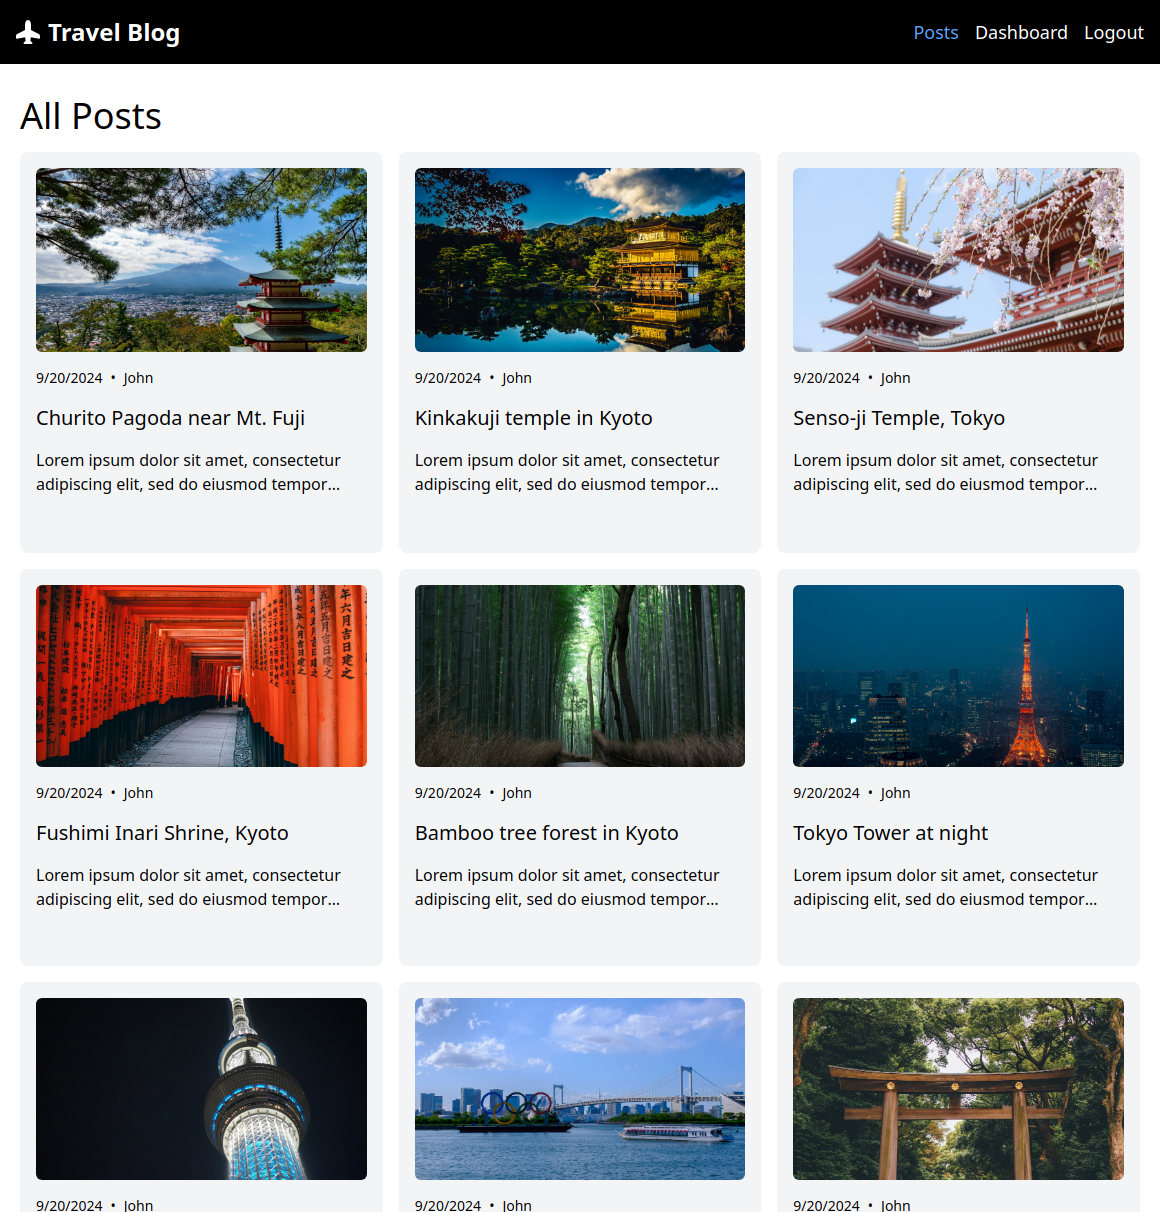 Travel Blog
Posts Dashboard Logout
All Posts
9/20/2024 • John
Churito Pagoda near Mt. Fuji
Lorem ipsum dolor sit amet, consectetur
adipiscing elit, sed do eiusmod tempor...
9/20/2024 • John
Kinkakuji temple in Kyoto
Lorem ipsum dolor sit amet, consectetur
adipiscing elit, sed do eiusmod tempor...
9/20/2024 • John
Senso-ji Temple, Tokyo
Lorem ipsum dolor sit amet, consectetur
adipiscing elit, sed do eiusmod tempor...
9/20/2024 • John
Fushimi Inari Shrine, Kyoto
Lorem ipsum dolor sit amet, consectetur
adipiscing elit, sed do eiusmod tempor...
9/20/2024 • John
Bamboo tree forest in Kyoto
Lorem ipsum dolor sit amet, consectetur
adipiscing elit, sed do eiusmod tempor...
9/20/2024 • John
Tokyo Tower at night
Lorem ipsum dolor sit amet, consectetur
adipiscing elit, sed do eiusmod tempor...
9/20/2024 • John
9/20/2024 • John
9/20/2024 • John